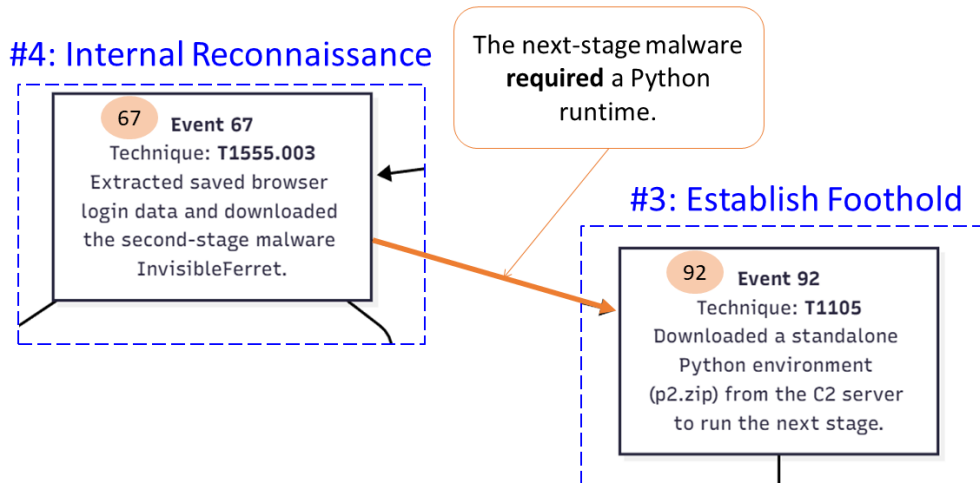 #4: Internal Reconnaissance
The next-stage malware
required a Python
runtime.
67
Event 67
Technique: T1555.003
Extracted saved browser
login data and downloaded
the second-stage malware
InvisibleFerret.
#3: Establish Foothold
92
Event 92
Technique: T1105
Downloaded a standalone
Python environment
(p2.zip) from the C2 server
to run the next stage.